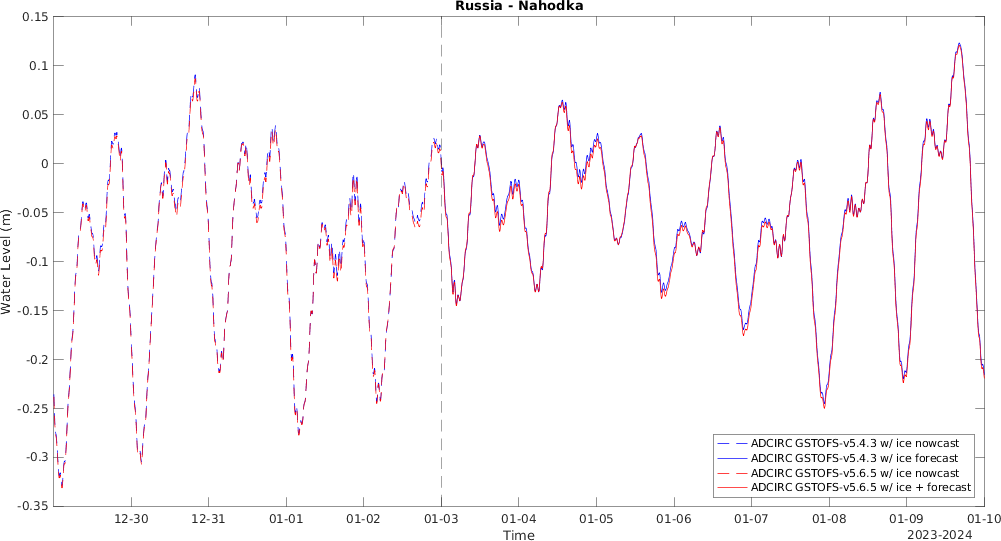 Russia - Nahodka
0.15
0.1
0.05
0
-0.05
-0.1
-0.15
-0.2
-0.25
-0.3
-0.35
Water Level (m)
12-30 12-31 01-01 01-02 01-03 01-04 01-05 01-06 01-07 01-08 01-09 01-10
Time
2023-2024
ADCIRC GSTOFS-v5.4.3 w/ ice nowcast
ADCIRC GSTOFS-v5.4.3 w/ ice forecast
ADCIRC GSTOFS-v5.6.5 w/ ice nowcast
ADCIRC GSTOFS-v5.6.5 w/ ice + forecast